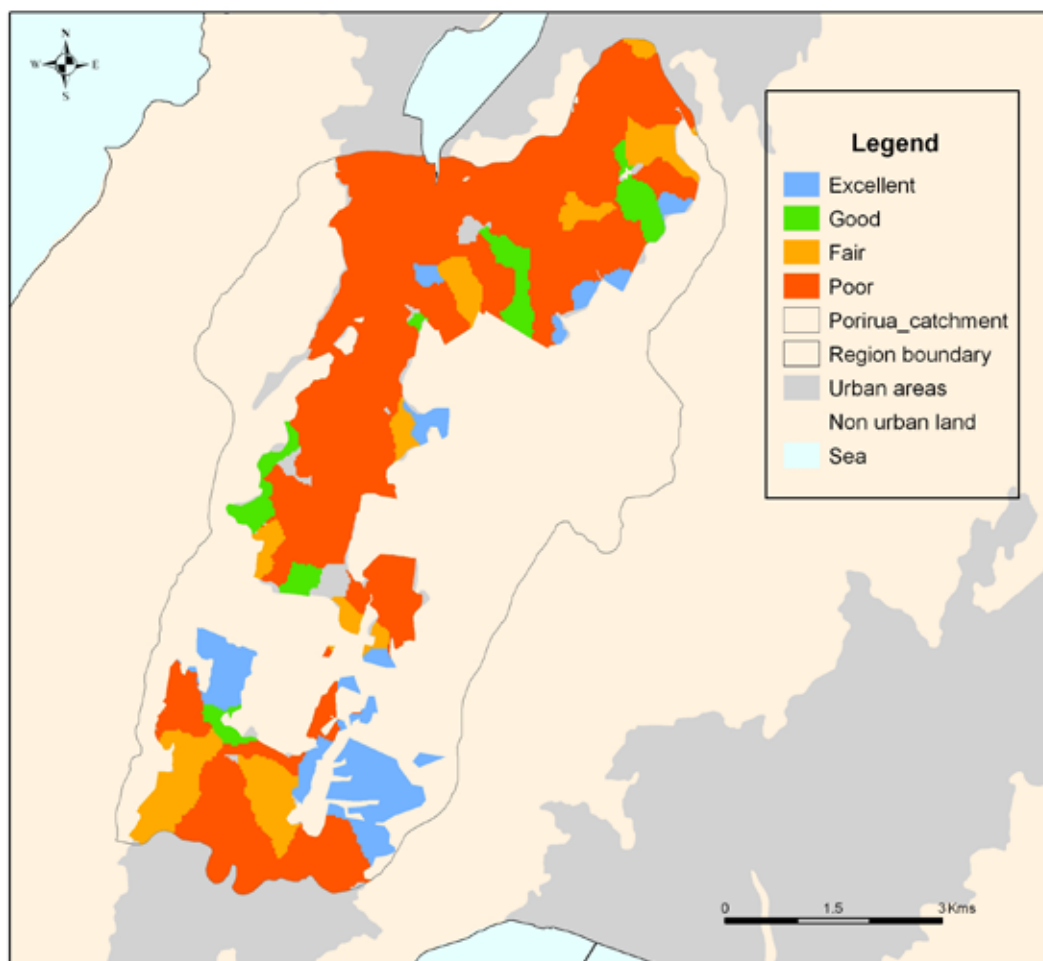 N
W E
S
Legend
Excellent
Good
Fair
Poor
Porirua_catchment
Region boundary
Urban areas
Non urban land
Sea
0 1.5 3 Kms